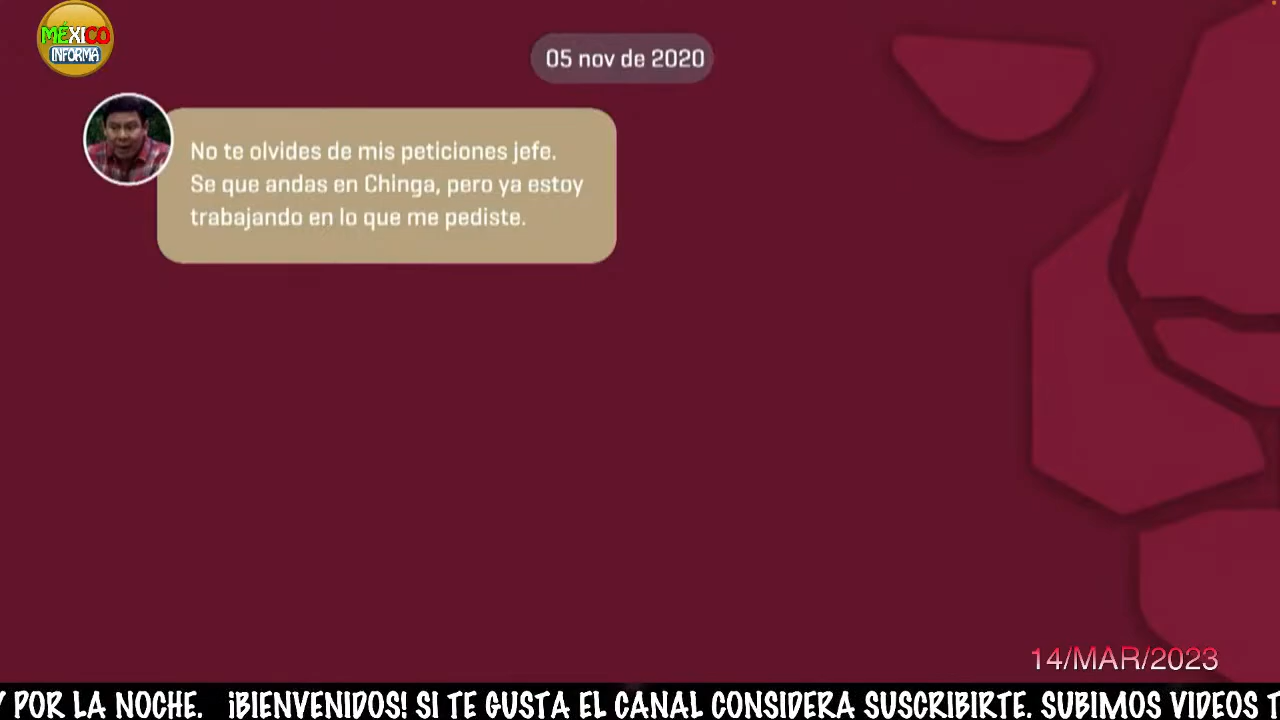 MÉXICO
INFORMA
05 nov de 2020
No te olvides de mis peticiones jefe.
Se que andas en Chinga, pero ya estoy
trabajando en lo que me pediste.
14/MAR/2023
Y POR LA NOCHE. ¡BIENVENIDOS! SI TE GUSTA EL CANAL CONSIDERA SUSCRIBIRTE. SUBIMOS VIDEOS T